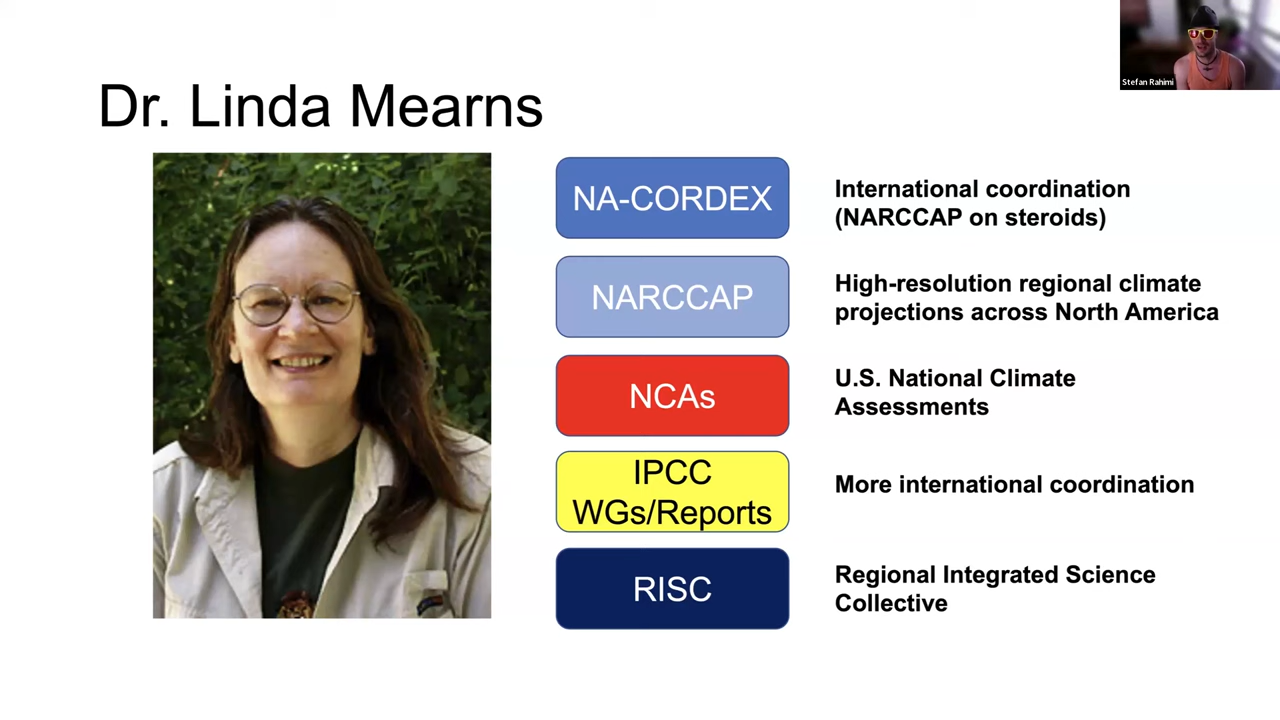 Stefan Rahimi
Dr. Linda Mearns
NA-CORDEX
International coordination
(NARCCAP on steroids)
NARCCAP
High-resolution regional climate
projections across North America
NCAs
U.S. National Climate
Assessments
IPCC
WGs/Reports
More international coordination
RISC
Regional Integrated Science
Collective